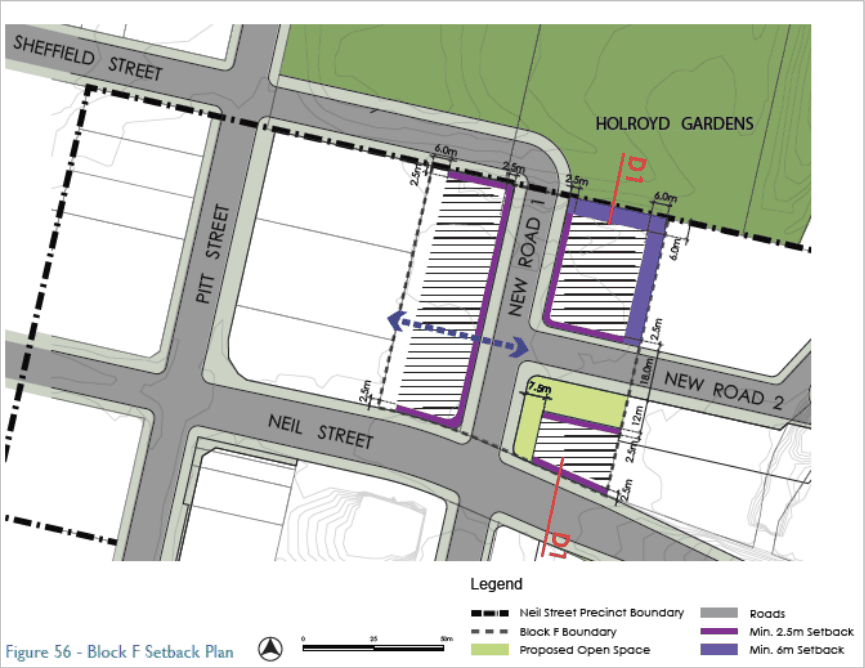 SHEFFIELD STREET
HOLROYD GARDENS
6.0m
2.5m
2.5m
2.5m
D1
6.0m
6.0m
PITT STREET
NEW ROAD 1
2.5m
18.0m
NEW ROAD 2
7.5m
12m
2.5m
2.5m
2.5m
NEIL STREET
D1
Legend
Neil Street Precinct Boundary
Roads
Block F Boundary
Min. 2.5m Setback
Proposed Open Space
Min. 6m Setback
0 25 50m
Figure 56 - Block F Setback Plan